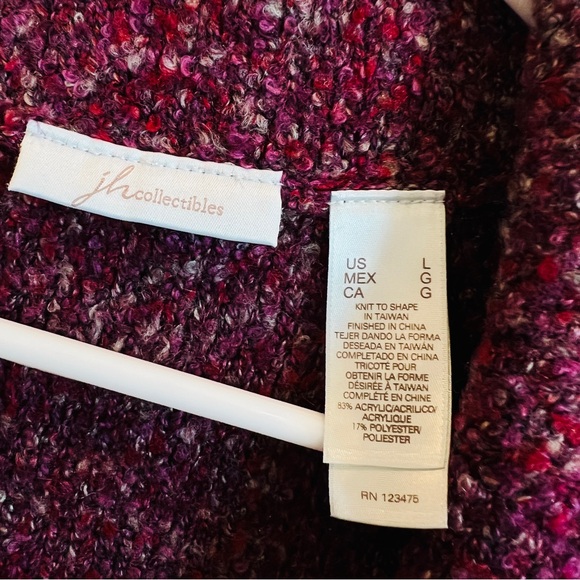 jh collectibles
US L
MEX G
CA G
KNIT TO SHAPE
IN TAIWAN
FINISHED IN CHINA
TEJER DANDO LA FORMA
DESEADA EN TAIWÁN
COMPLETADO EN CHINA
TRICOTÉ POUR
OBTENIR LA FORME
DÉSIRÉE À TAIWAN
COMPLÉTÉ EN CHINE
83% ACRYLIC/ACRILICO/
ACRYLIQUE
17% POLYESTER/
POLIESTER
RN 123475